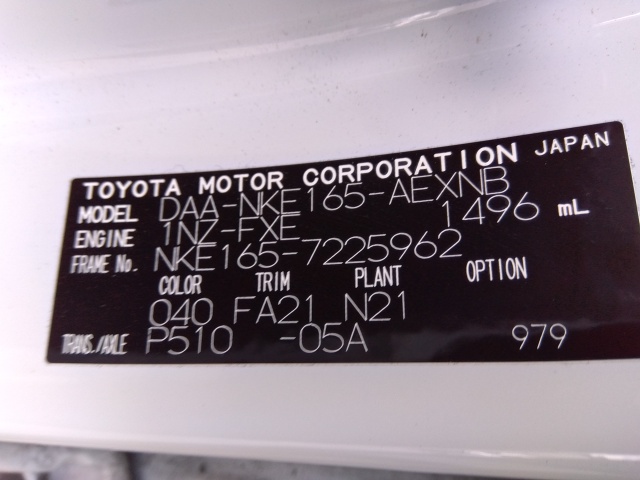 TOYOTA MOTOR CORPORATION JAPAN
MODEL DAA-NKE165-AEXNB
ENGINE 1NZ-FXE 1496 mL
FRAME No. NKE165-7225962
COLOR TRIM PLANT OPTION
040 FA21 N21
TRANS./AXLE P510 -05A 979